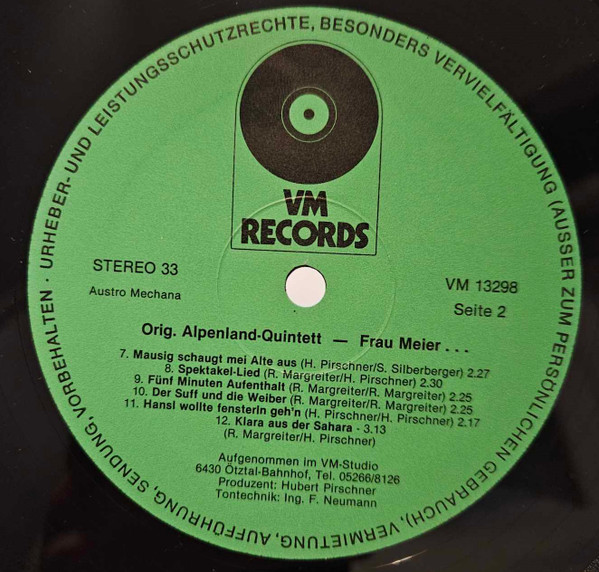 URHEBER- UND LEISTUNGSSCHUTZRECHTE, BESONDERS VERVIELFÄLTIGUNG (AUSSER ZUM PERSÖNLICHEN GEBRAUCH), VERMIETUNG, AUFFÜHRUNG, SENDUNG, VORBEHALTEN ·
VM
RECORDS
STEREO 33
Austro Mechana
VM 13298
Seite 2
Orig. Alpenland-Quintett — Frau Meier . . .
7. Mausig schaugt mei Alte aus (H. Pirschner/S. Silberberger) 2.27
8. Spektakel-Lied (R. Margreiter/H. Pirschner) 2.30
9. Fünf Minuten Aufenthalt (R. Margreiter/R. Margreiter) 2.25
10. Der Suff und die Weiber (R. Margreiter/R. Margreiter) 2.25
11. Hansl wollte fensterln geh'n (H. Pirschner/H. Pirschner) 2.17
12. Klara aus der Sahara - 3.13
(R. Margreiter/H. Pirschner)
Aufgenommen im VM-Studio
6430 Ötztal-Bahnhof, Tel. 05266/8126
Produzent: Hubert Pirschner
Tontechnik: Ing. F. Neumann